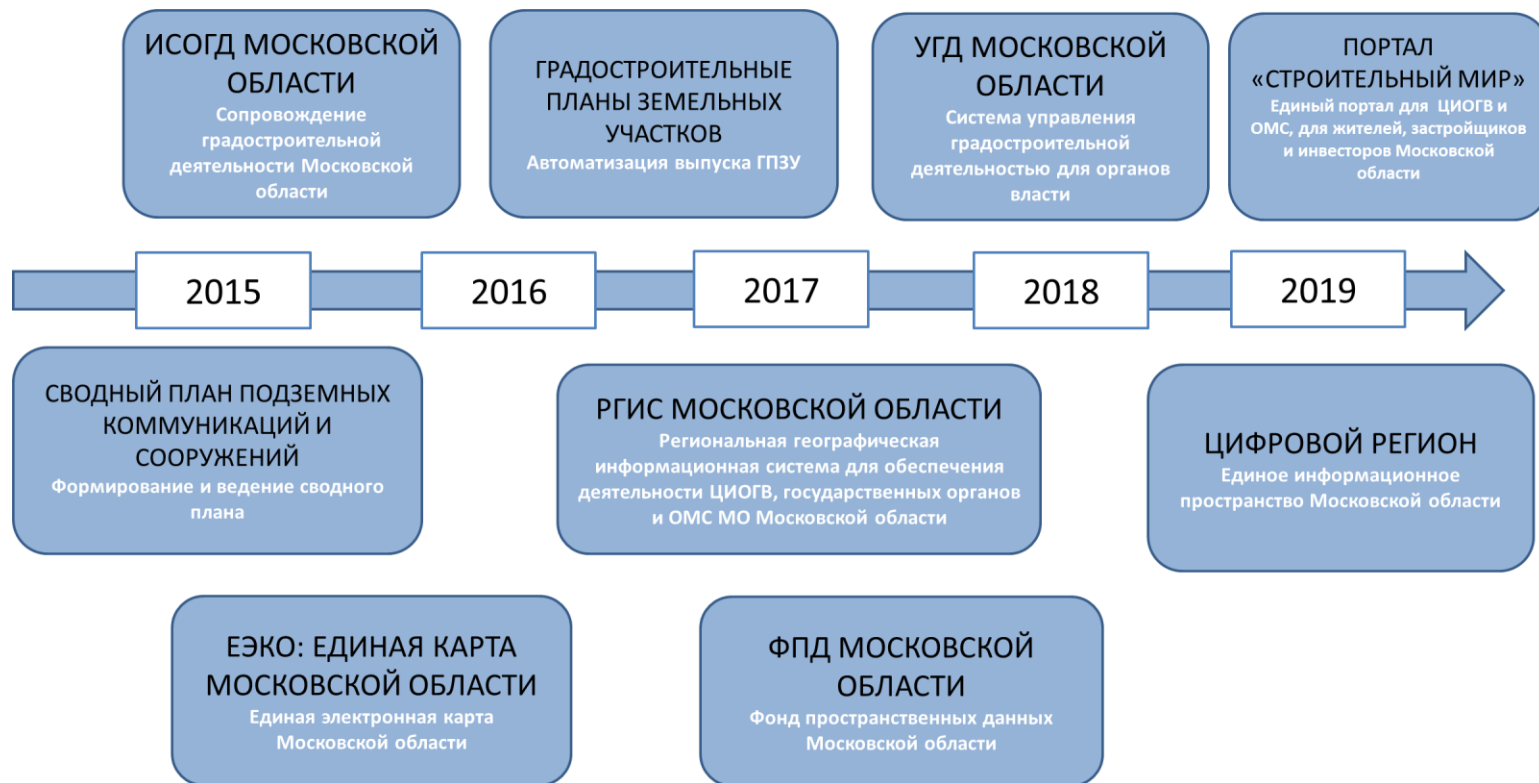 ИСОГД МОСКОВСКОЙ
ОБЛАСТИ
Сопровождение
градостроительной
деятельности Московской
области
ГРАДОСТРОИТЕЛЬНЫЕ
ПЛАНЫ ЗЕМЕЛЬНЫХ
УЧАСТКОВ
Автоматизация выпуска ГПЗУ
УГД МОСКОВСКОЙ
ОБЛАСТИ
Система управления
градостроительной
деятельностью для органов
власти
ПОРТАЛ
«СТРОИТЕЛЬНЫЙ МИР»
Единый портал для ЦИОГВ и
ОМС, для жителей, застройщиков
и инвесторов Московской
области
2015
2016
2017
2018
2019
СВОДНЫЙ ПЛАН ПОДЗЕМНЫХ
КОММУНИКАЦИЙ И
СООРУЖЕНИЙ
Формирование и ведение сводного
плана
РГИС МОСКОВСКОЙ ОБЛАСТИ
Региональная географическая
информационная система для обеспечения
деятельности ЦИОГВ, государственных органов
и ОМС МО Московской области
ЦИФРОВОЙ РЕГИОН
Единое информационное
пространство Московской области
ЕЭКО: ЕДИНАЯ КАРТА
МОСКОВСКОЙ ОБЛАСТИ
Единая электронная карта
Московской области
ФПД МОСКОВСКОЙ
ОБЛАСТИ
Фонд пространственных данных
Московской области